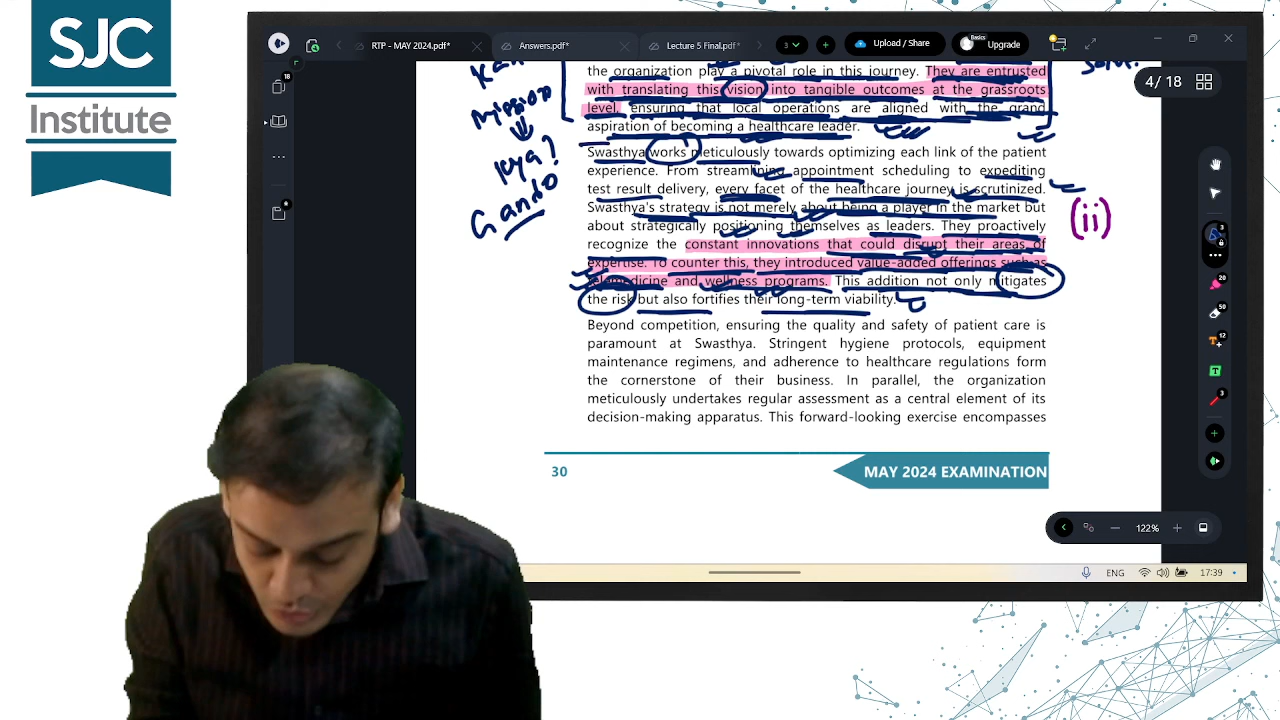 SJC
Institute
RTP - MAY 2024.pdf*
Answers.pdf*
Lecture 5 Final.pdf*
3
Upload / Share
Basics
Upgrade
4 / 18
18
8
the organization play a pivotal role in this journey. They are entrusted
with translating this vision into tangible outcomes at the grassroots
level, ensuring that local operations are aligned with the grand
aspiration of becoming a healthcare leader.
Mission
Kya?
Swasthya works meticulously towards optimizing each link of the patient
experience. From streamlining appointment scheduling to expediting
test result delivery, every facet of the healthcare journey is scrutinized.
Swasthya's strategy is not merely about being a player in the market but
about strategically positioning themselves as leaders. They proactively
recognize the constant innovations that could disrupt their areas of
expertise. To counter this, they introduced value-added offerings such as
telemedicine and wellness programs. This addition not only mitigates
the risk but also fortifies their long-term viability.
(ii)
Beyond competition, ensuring the quality and safety of patient care is
paramount at Swasthya. Stringent hygiene protocols, equipment
maintenance regimens, and adherence to healthcare regulations form
the cornerstone of their business. In parallel, the organization
meticulously undertakes regular assessment as a central element of its
decision-making apparatus. This forward-looking exercise encompasses
30
MAY 2024 EXAMINATION
3
20
50
12
3
122%
ENG
17:39